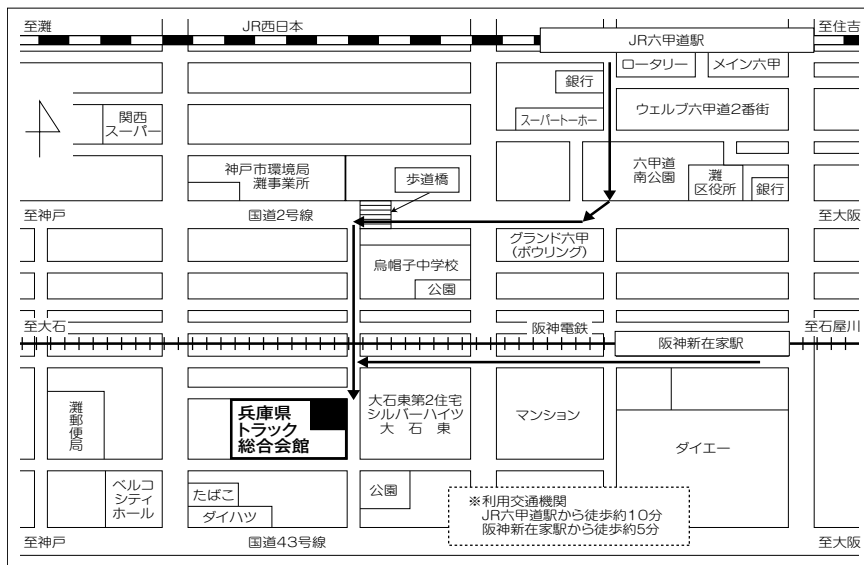 至灘
JR西日本
至住吉
JR六甲道駅
ロータリー
メイン六甲
銀行
スーパートーホー
ウェルブ六甲道2番街
関西
スーパー
神戸市環境局
灘事業所
歩道橋
六甲道
南公園
灘
区役所
銀行
至神戸
国道2号線
至大阪
グランド六甲
(ボウリング)
烏帽子中学校
公園
至大石
阪神電鉄
至石屋川
阪神新在家駅
灘郵便局
兵庫県
トラック
総合会館
大石東第2住宅
シルバーハイツ
大石東
マンション
ダイエー
ベルコ
シティ
ホール
たばこ
ダイハツ
公園
※利用交通機関
JR六甲道駅から徒歩約10分
阪神新在家駅から徒歩約5分
至神戸
国道43号線
至大阪